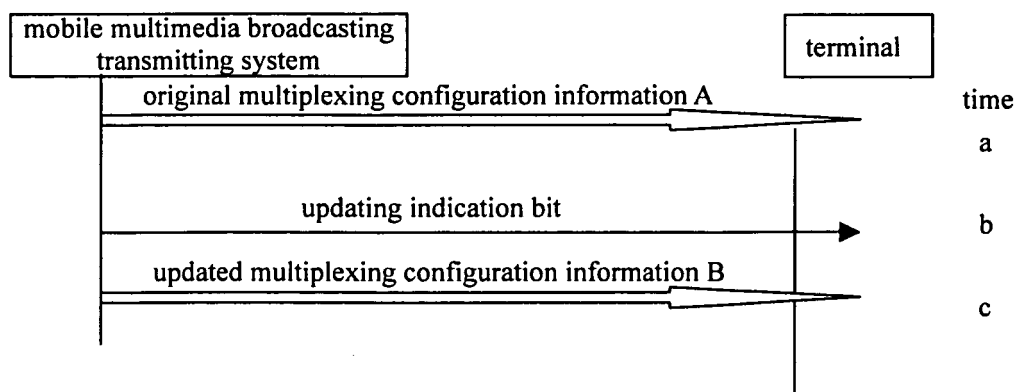 mobile multimedia broadcasting
transmitting system
terminal
original multiplexing configuration information A
time
a
updating indication bit
b
updated multiplexing configuration information B
c